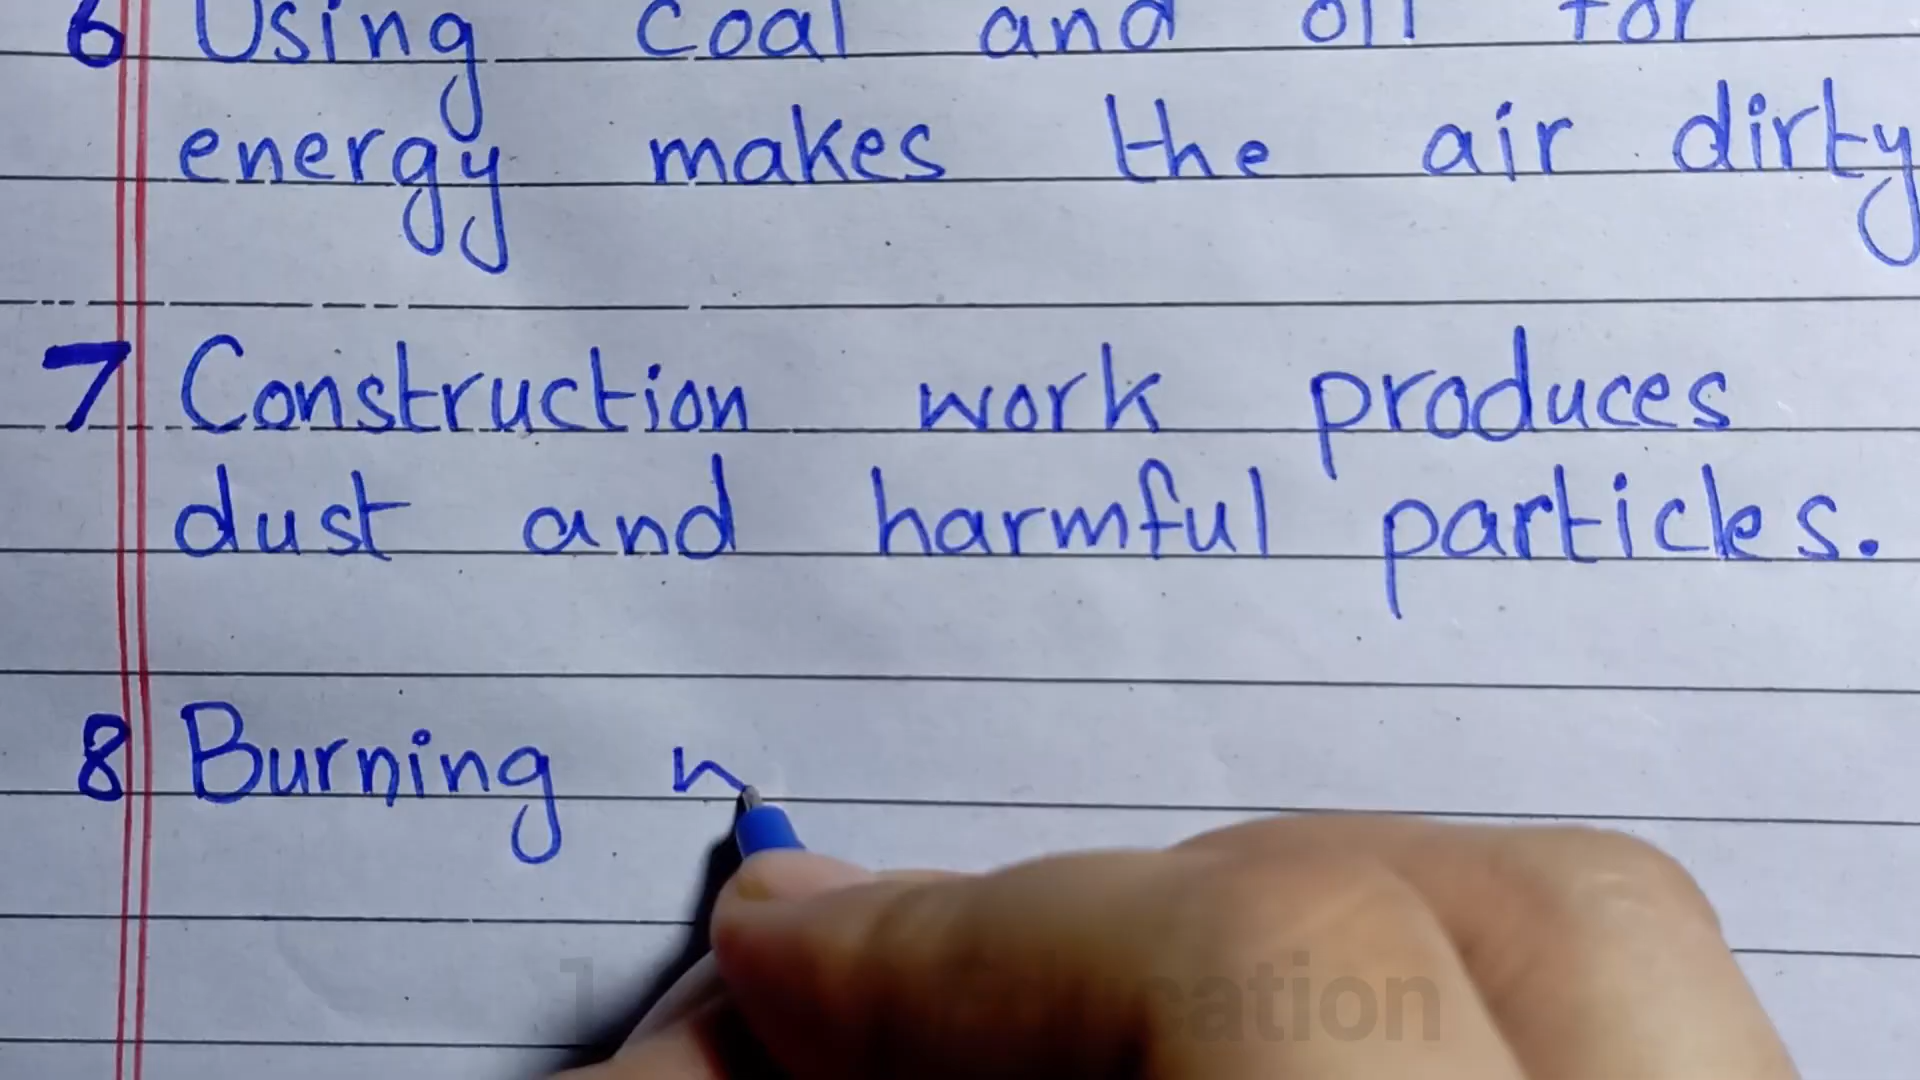 6 Using coal and oil for
energy makes the air dirty
7 Construction work produces
dust and harmful particles.
8 Burning